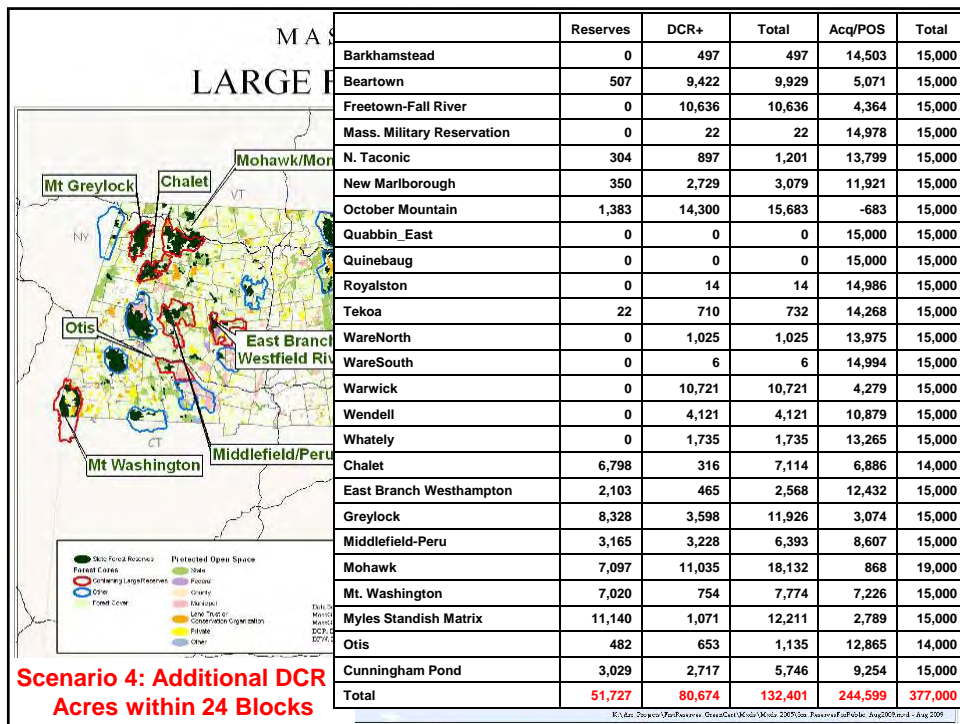 MAS
LARGE F
Mohawk/Mon
Mt Greylock
Chalet
VT
NY
Otis
East Branch
Westfield Riv
Mt Washington
CT
Middlefield/Peru
State Forest Reserves
Forest Cores
Containing Large Reserves
Other
Forest Cover
Protected Open Space
State
Federal
County
Municipal
Land Trust or
Conservation Organization
Private
Other
Scenario 4: Additional DCR
Acres within 24 Blocks
Reserves DCR+ Total Acq/POS Total
Barkhamstead 0 497 497 14,503 15,000
Beartown 507 9,422 9,929 5,071 15,000
Freetown-Fall River 0 10,636 10,636 4,364 15,000
Mass. Military Reservation 0 22 22 14,978 15,000
N. Taconic 304 897 1,201 13,799 15,000
New Marlborough 350 2,729 3,079 11,921 15,000
October Mountain 1,383 14,300 15,683 -683 15,000
Quabbin_East 0 0 0 15,000 15,000
Quinebaug 0 0 0 15,000 15,000
Royalston 0 14 14 14,986 15,000
Tekoa 22 710 732 14,268 15,000
WareNorth 0 1,025 1,025 13,975 15,000
WareSouth 0 6 6 14,994 15,000
Warwick 0 10,721 10,721 4,279 15,000
Wendell 0 4,121 4,121 10,879 15,000
Whately 0 1,735 1,735 13,265 15,000
Chalet 6,798 316 7,114 6,886 14,000
East Branch Westhampton 2,103 465 2,568 12,432 15,000
Greylock 8,328 3,598 11,926 3,074 15,000
Middlefield-Peru 3,165 3,228 6,393 8,607 15,000
Mohawk 7,097 11,035 18,132 868 19,000
Mt. Washington 7,020 754 7,774 7,226 15,000
Myles Standish Matrix 11,140 1,071 12,211 2,789 15,000
Otis 482 653 1,135 12,865 14,000
Cunningham Pond 3,029 2,717 5,746 9,254 15,000
Total 51,727 80,674 132,401 244,599 377,000
Aug 2009